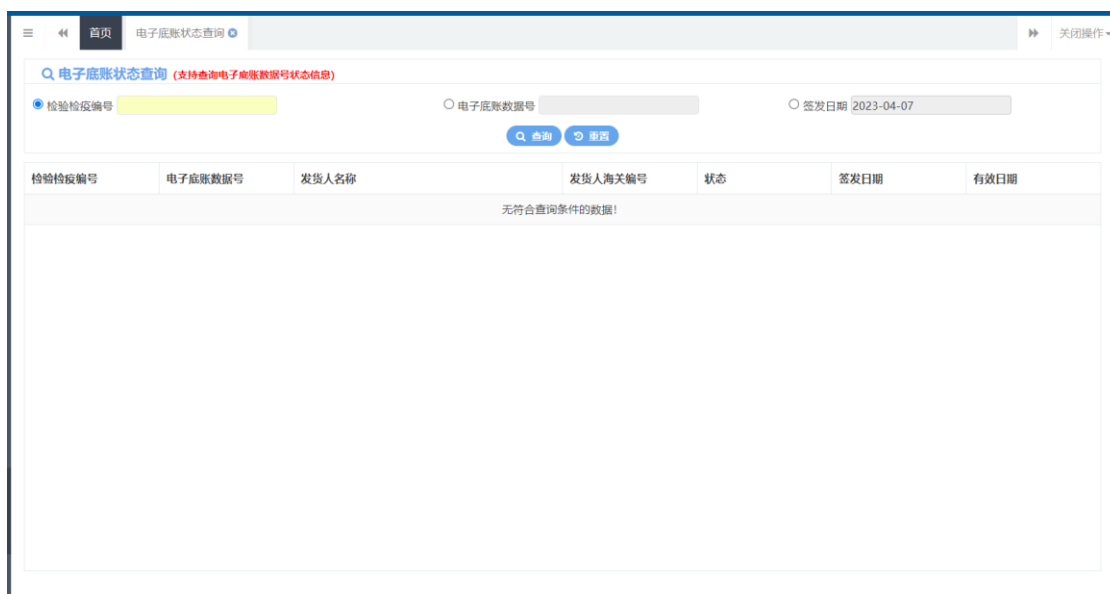 首页 电子底账状态查询 关闭操作
电子底账状态查询 (支持查询电子底账数据号状态信息)
检验检疫编号 电子底账数据号 签发日期 2023-04-07
查询 重置
检验检疫编号 电子底账数据号 发货人名称 发货人海关编号 状态 签发日期 有效日期
无符合查询条件的数据!